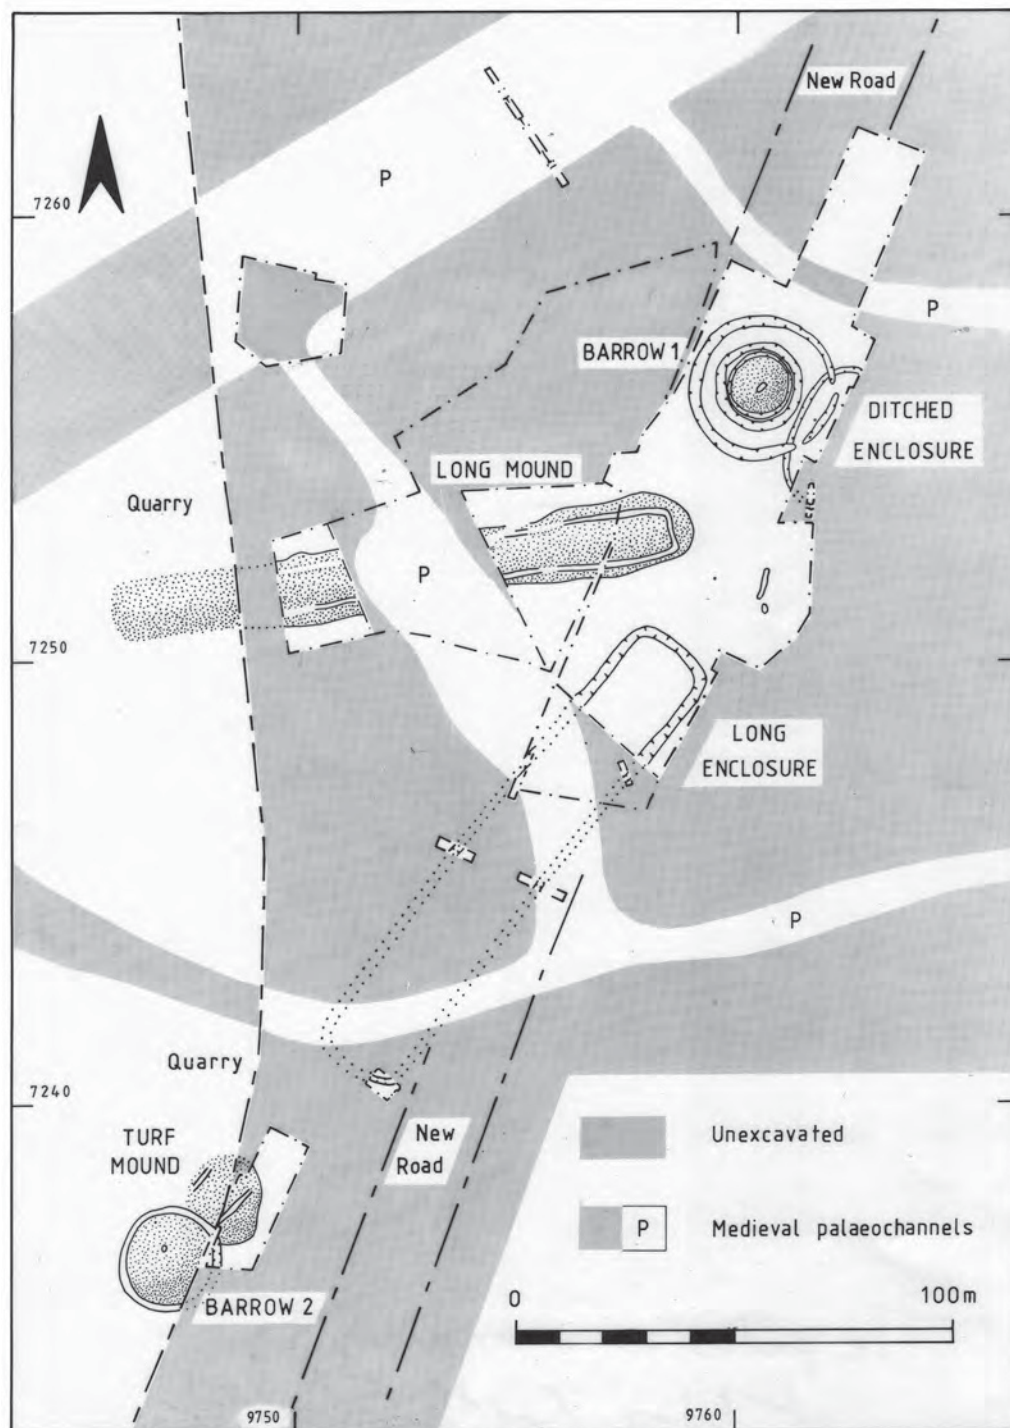 New Road
P
7260
P
BARROW 1
DITCHED
ENCLOSURE
LONG MOUND
Quarry
P
7250
LONG
ENCLOSURE
P
Quarry
7240
TURF
MOUND
New
Road
Unexcavated
P
Medieval palaeochannels
BARROW 2
0
100m
9750
9760